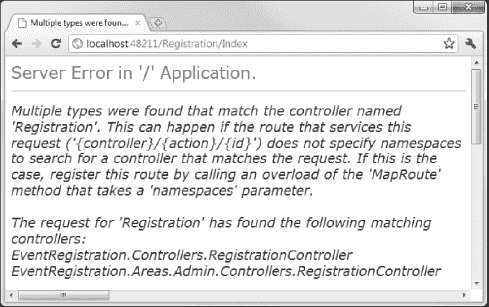 Multiple types were foun...
localhost:48211/Registration/Index
Server Error in '/' Application.
Multiple types were found that match the controller named
'Registration'. This can happen if the route that services this
request ('{controller}/{action}/{id}') does not specify namespaces
to search for a controller that matches the request. If this is the
case, register this route by calling an overload of the 'MapRoute'
method that takes a 'namespaces' parameter.
The request for 'Registration' has found the following matching
controllers:
EventRegistration.Controllers.RegistrationController
EventRegistration.Areas.Admin.Controllers.RegistrationController